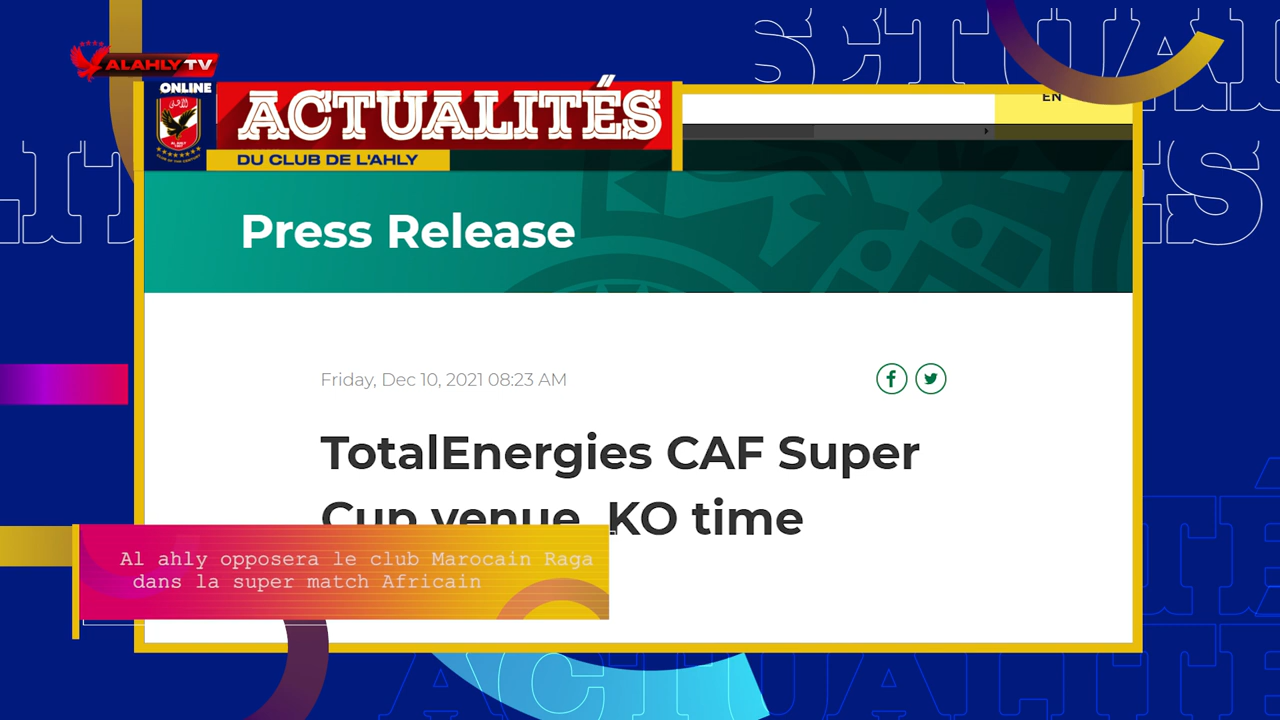 ALAHLY TV
ONLINE
ACTUALITÉS
DU CLUB DE L'AHLY
EN
Press Release
Friday, Dec 10, 2021 08:23 AM
TotalEnergies CAF Super
Cup venue, KO time
Al ahly opposera le club Marocain Raga
dans la super match Africain